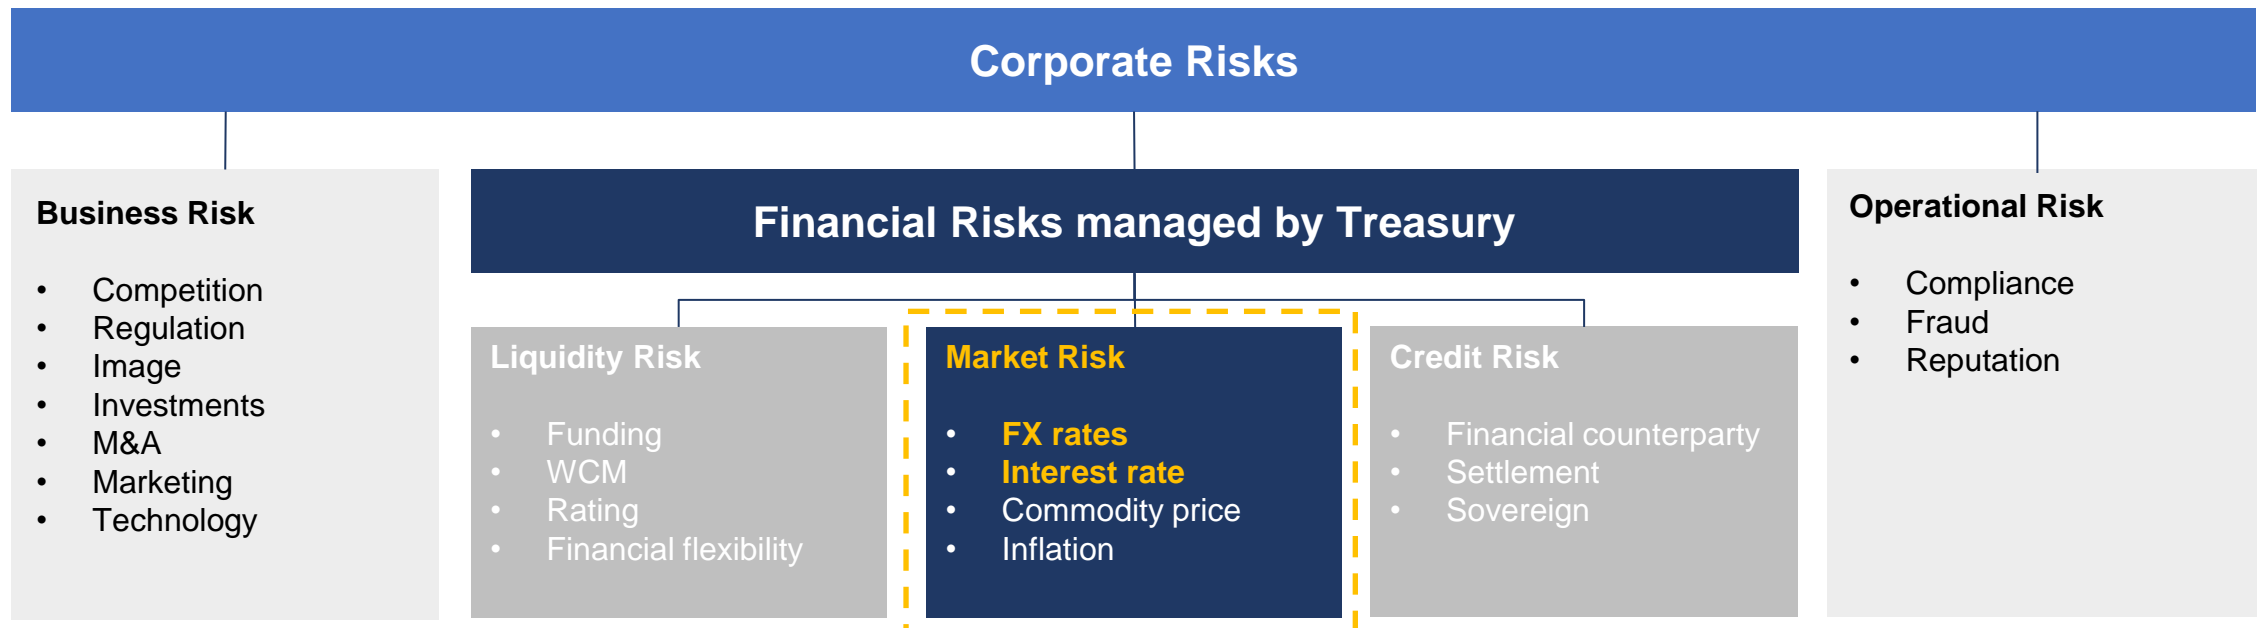 Corporate Risks
Business Risk
• Competition
• Regulation
• Image
• Investments
• M&A
• Marketing
• Technology
Financial Risks managed by Treasury
Liquidity Risk
• Funding
• WCM
• Rating
• Financial flexibility
Market Risk
• FX rates
• Interest rate
• Commodity price
• Inflation
Credit Risk
• Financial counterparty
• Settlement
• Sovereign
Operational Risk
• Compliance
• Fraud
• Reputation